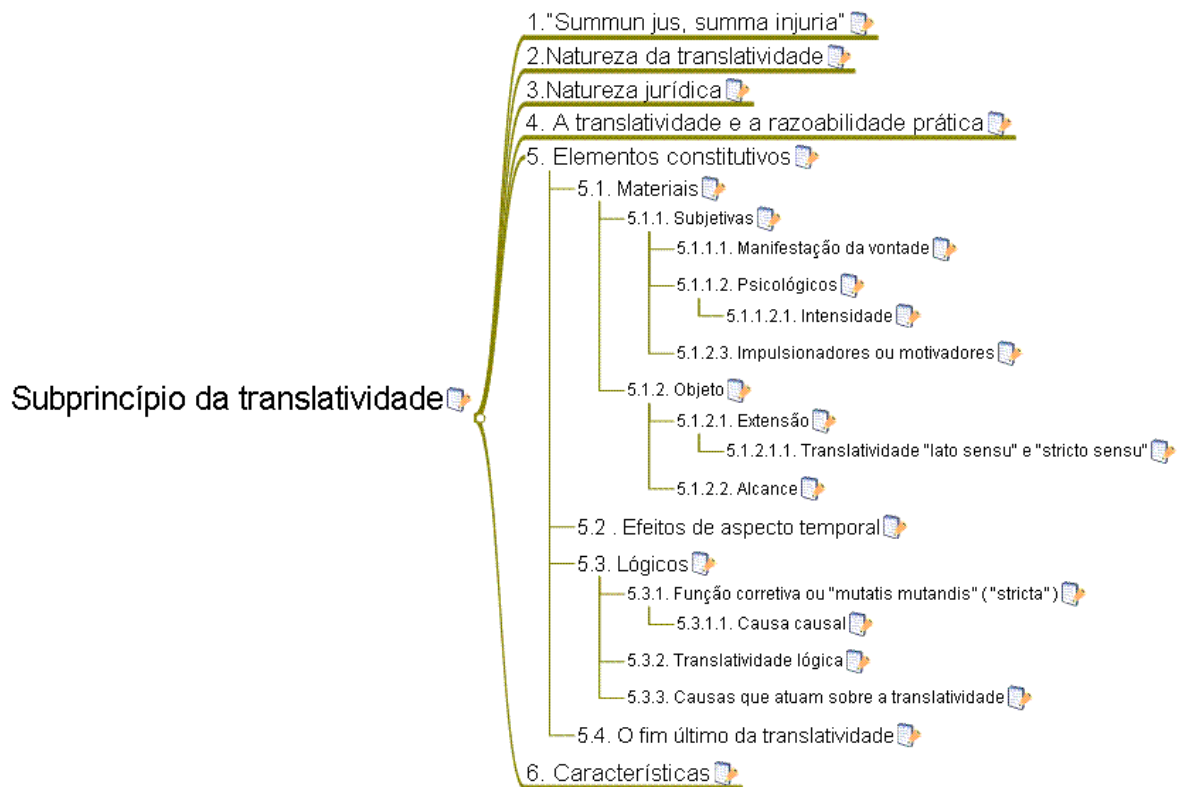 1."Summun jus, summa injuria"
2.Natureza da translatividade
3.Natureza jurídica
4. A translatividade e a razoabilidade prática
5. Elementos constitutivos
5.1. Materiais
5.1.1. Subjetivas
5.1.1.1. Manifestação da vontade
5.1.1.2. Psicológicos
5.1.1.2.1. Intensidade
5.1.2.3. Impulsionadores ou motivadores
Subprincípio da translatividade
5.1.2. Objeto
5.1.2.1. Extensão
5.1.2.1.1. Translatividade "lato sensu" e "stricto sensu"
5.1.2.2. Alcance
5.2 . Efeitos de aspecto temporal
5.3. Lógicos
5.3.1. Função corretiva ou "mutatis mutandis" ( "stricta" )
5.3.1.1. Causa causal
5.3.2. Translatividade lógica
5.3.3. Causas que atuam sobre a translatividade
5.4. O fim último da translatividade
6. Características